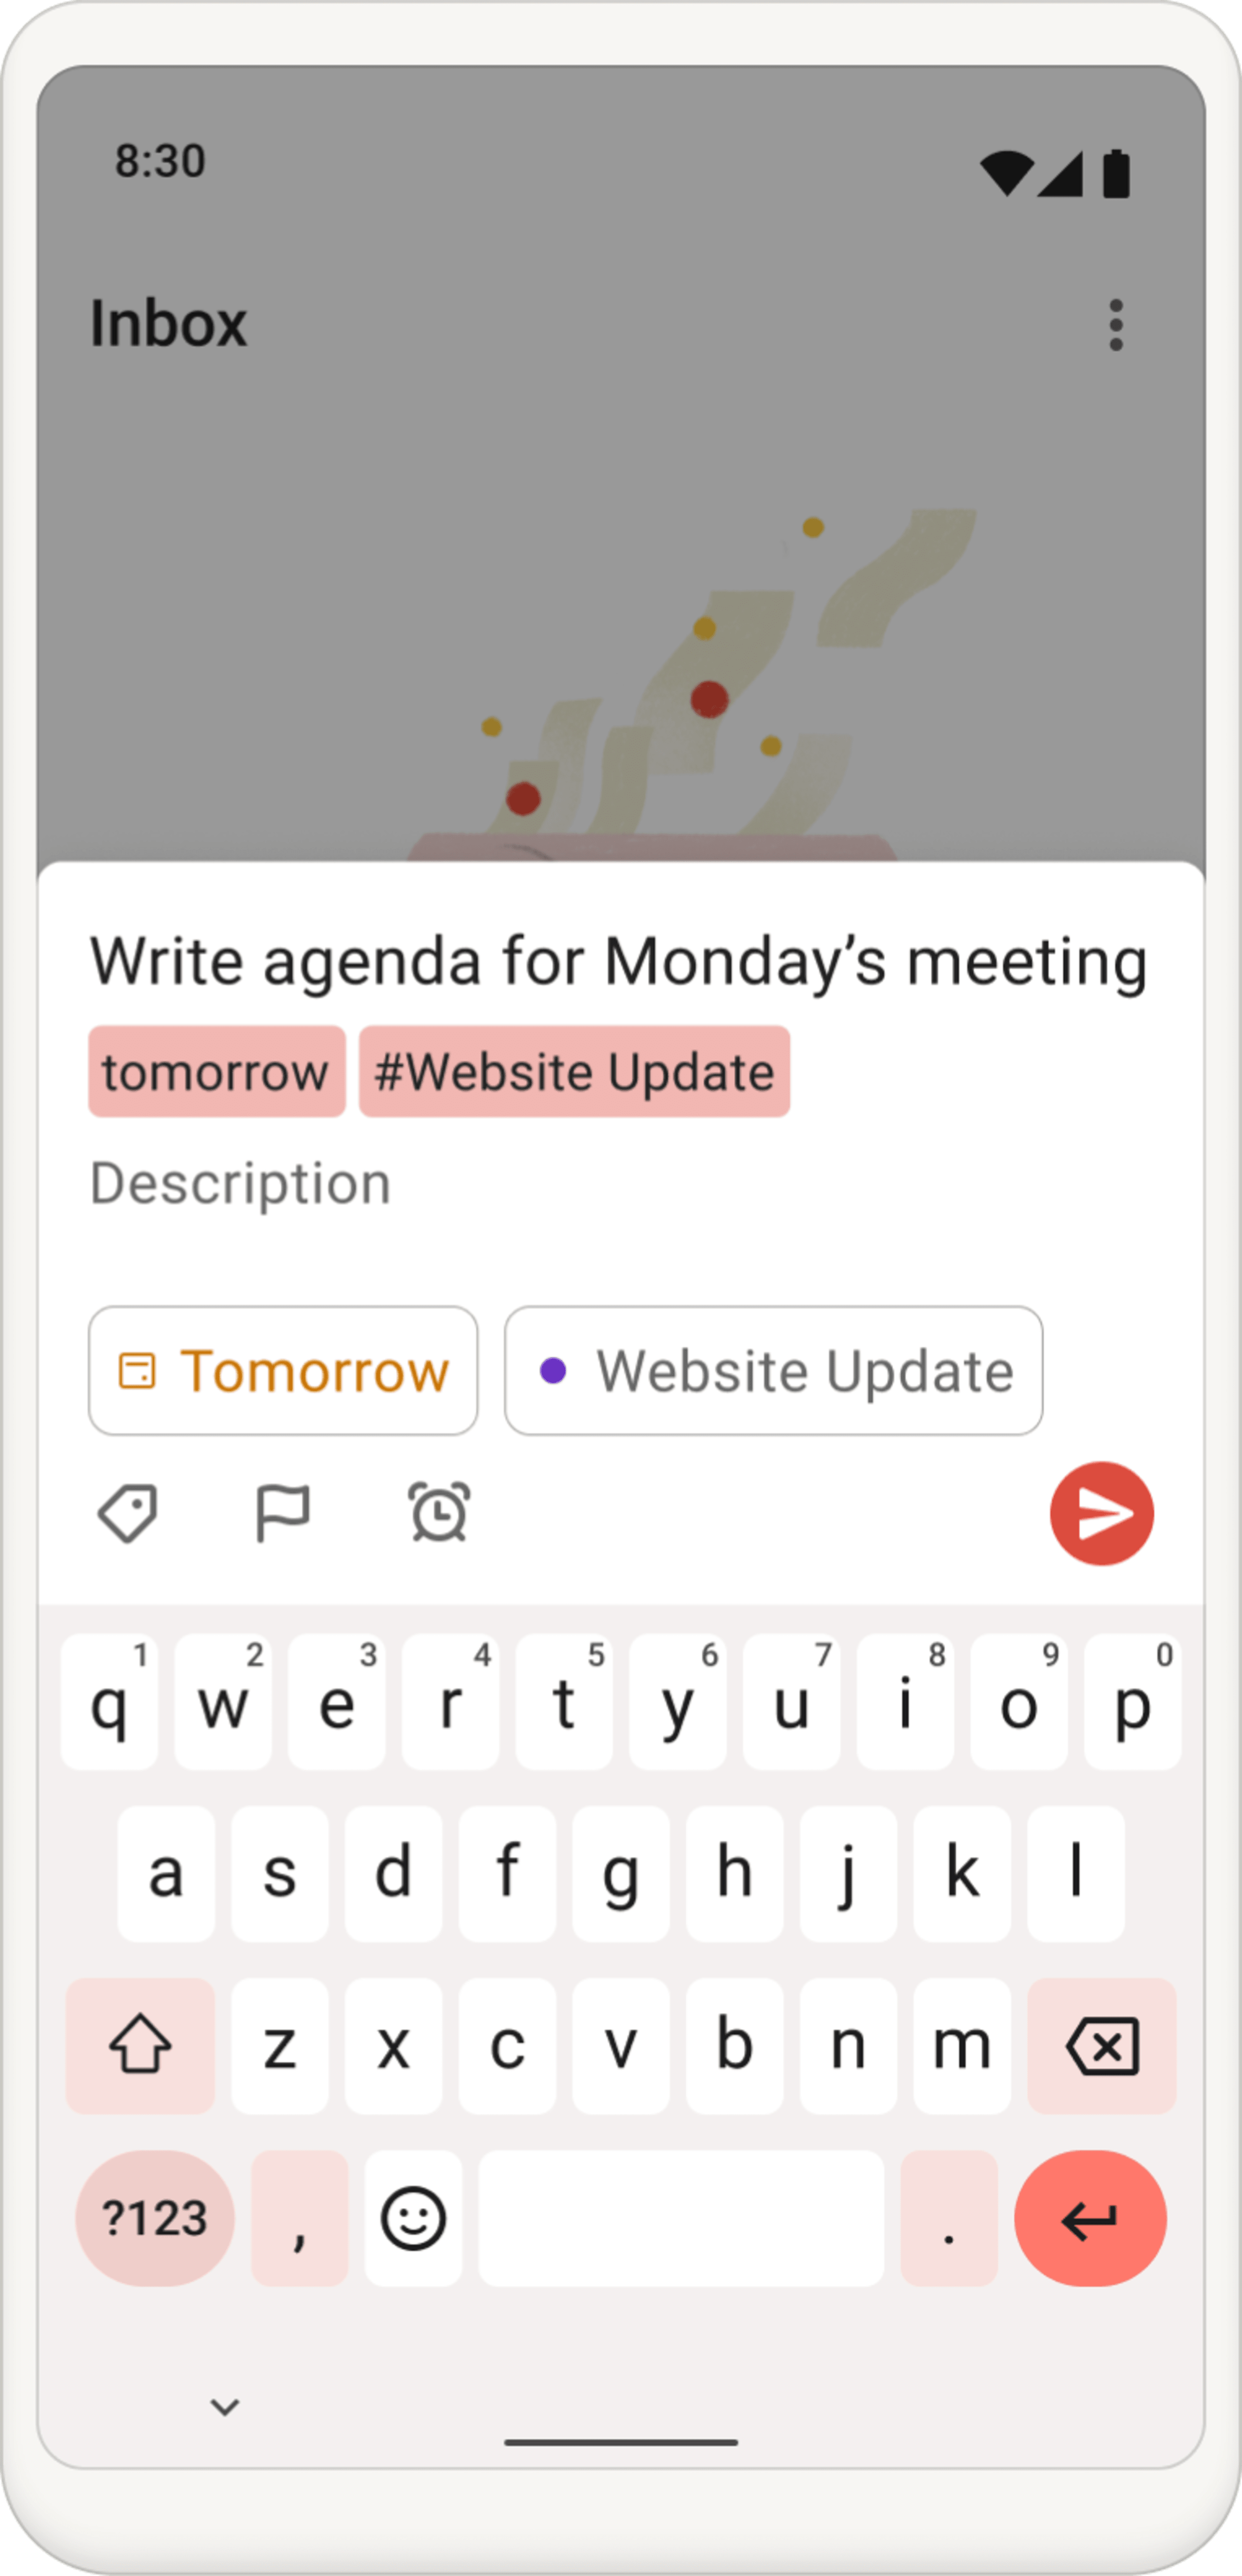 8:30
Inbox
Write agenda for Monday’s meeting
tomorrow #Website Update
Description
Tomorrow Website Update
1 2 3 4 5 6 7 8 9 0
q w e r t y u i o p
a s d f g h j k l
z x c v b n m
?123 , .